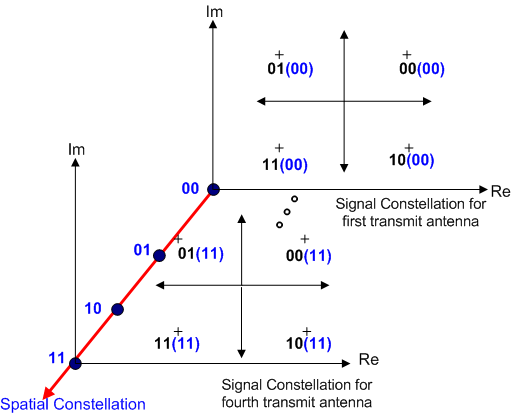 Im
01(00)
00(00)
11(00)
10(00)
00
Re
Signal Constellation for
first transmit antenna
Im
01
01(11)
00(11)
10
11(11)
10(11)
11
Re
Signal Constellation for
fourth transmit antenna
Spatial Constellation